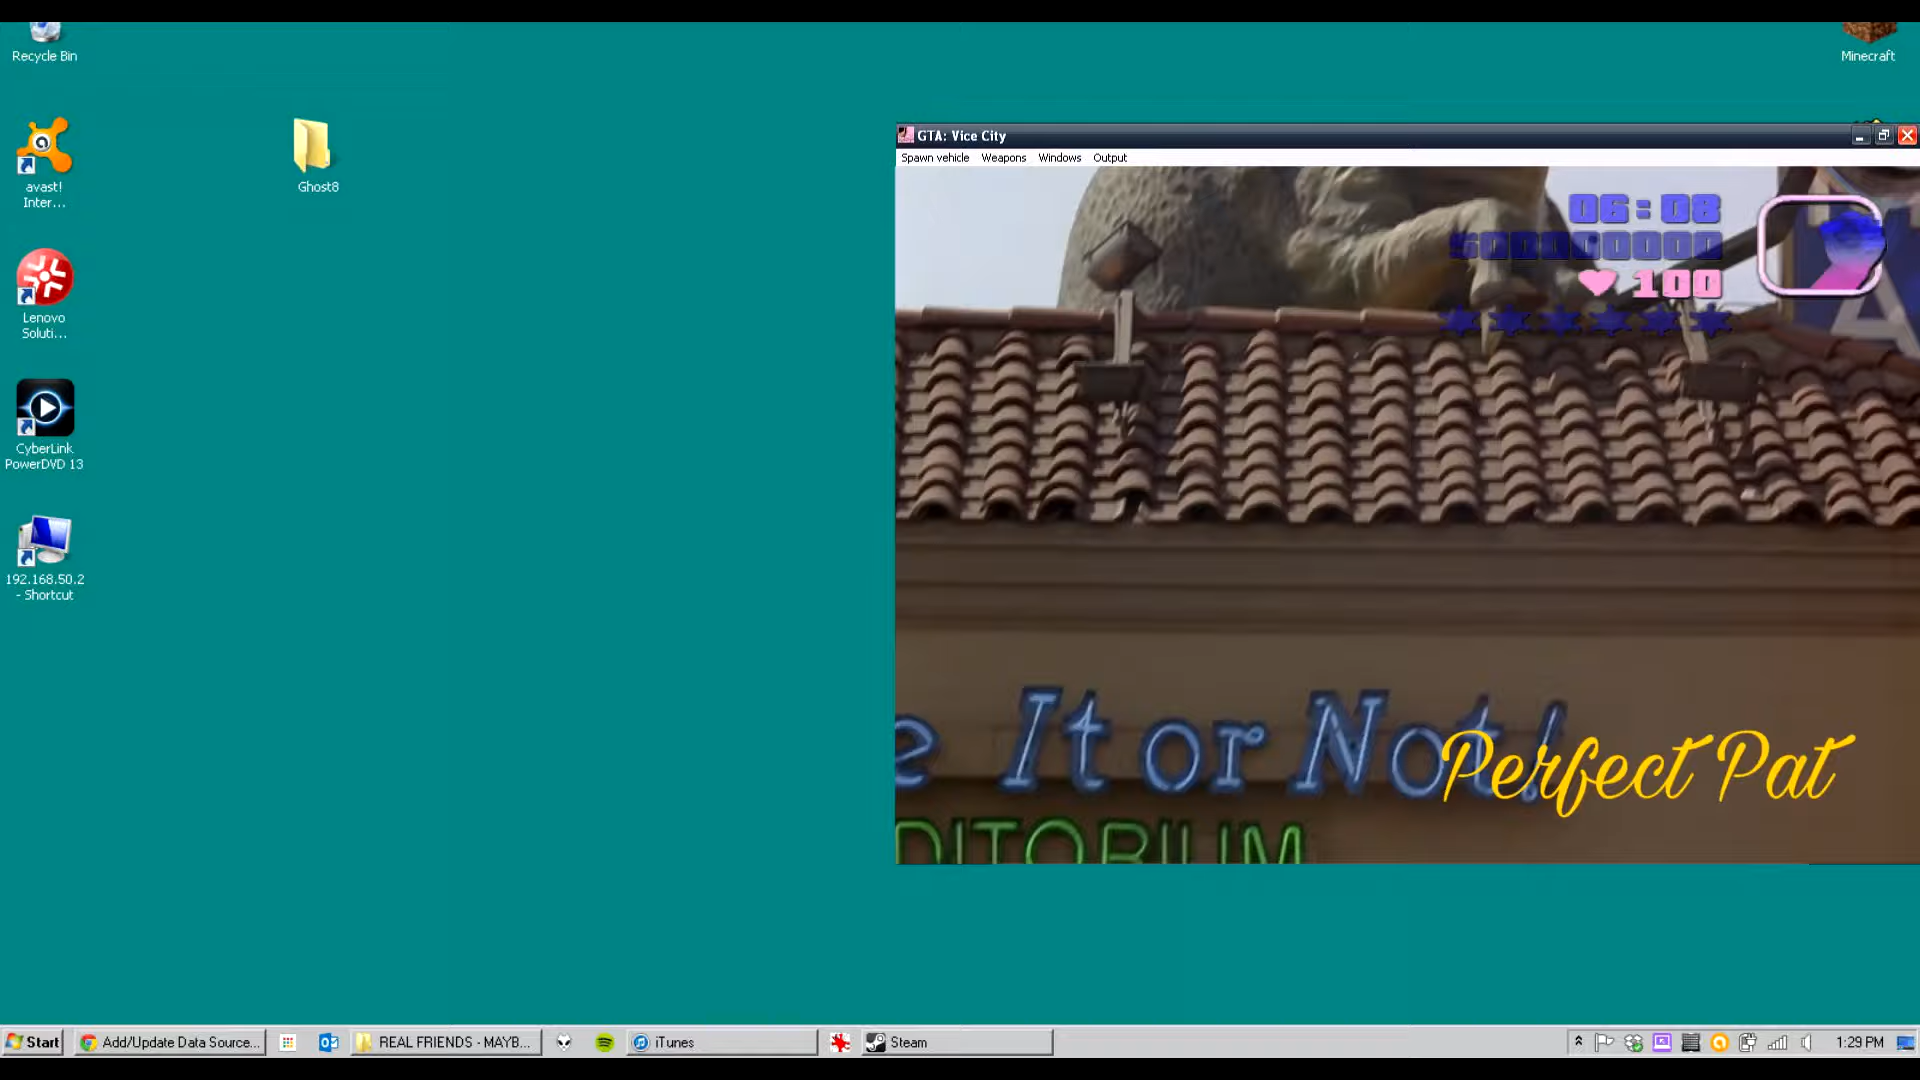 Recycle Bin
Minecraft
avast!
Inter...
Ghost8
Lenovo
Soluti...
CyberLink
PowerDVD 13
192.168.50.2
- Shortcut
GTA: Vice City
Spawn vehicle Weapons Windows Output
06:08
$00000000
100
e It or Not!
Perfect Pat
DITORIUM
Start
Add/Update Data Source...
REAL FRIENDS - MAYB...
iTunes
Steam
1:29 PM